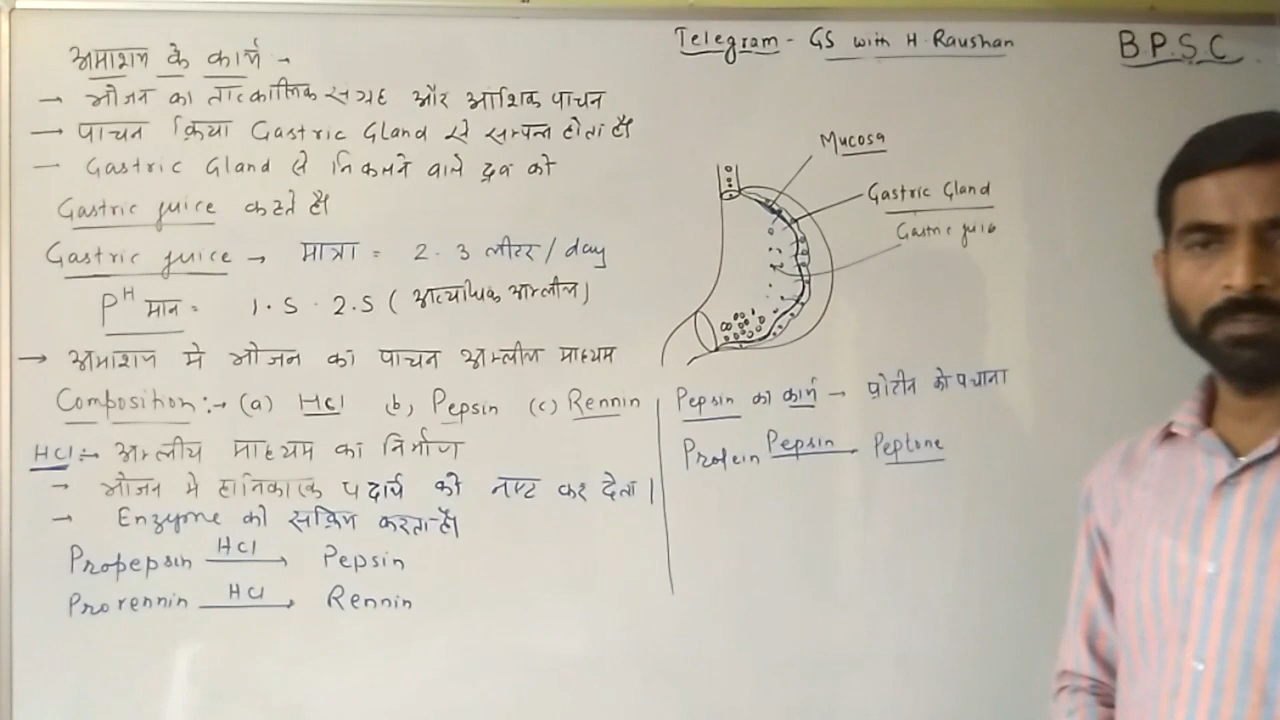 आमाशय के कार्य -
→ भोजन का तात्कालिक संग्रह और आंशिक पाचन
→ पाचन क्रिया Gastric Gland से सम्पन्न होता है।
— Gastric Gland से निकलने वाले द्रव को
Gastric juice कहते है।
Gastric juice → मात्रा = 2.3 लीटर / day
PH मान = 1.5 . 2.5 (अत्याधिक अम्लीय)
→ आमाशय मे भोजन का पाचन अम्लीय माध्यम
Composition :→ (a) HCl (b) Pepsin (c) Rennin
HCl :→ अम्लीय माध्यम का निर्माण
→ भोजन मे हानिकारक पदार्थ को नष्ट कर देता।
→ Enzyme को सक्रिय करता है।
Propepsin HCl → Pepsin
Prorennin HCl → Rennin
Telegram - GS with H. Raushan
B.P.S.C
Mucosa
Gastric Gland
Gastric juis
Pepsin का कार्य → प्रोटीन को पचाना
Protein Pepsin → Peptone